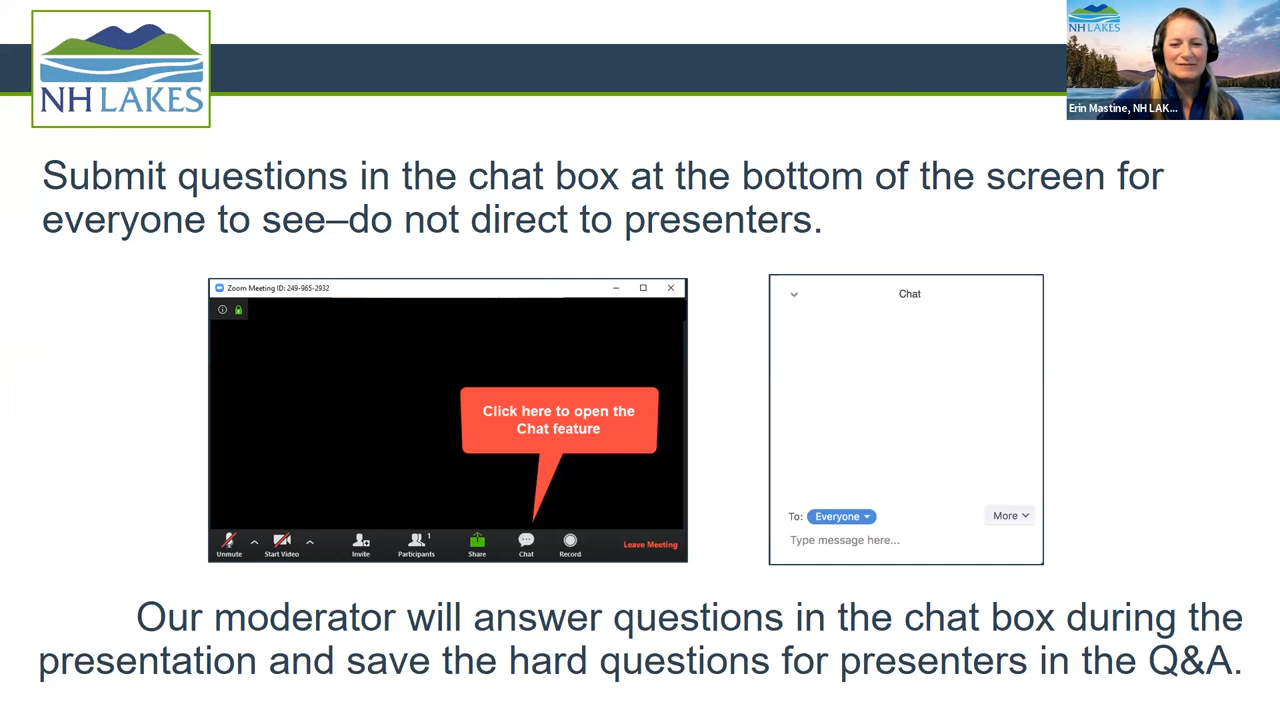 NH LAKES
NH LAKES
Erin Mastine, NH LAK...
Submit questions in the chat box at the bottom of the screen for
everyone to see–do not direct to presenters.
Zoom Meeting ID: 249-965-2932
Click here to open the
Chat feature
1
Unmute
Start Video
Invite
Participants
Share
Chat
Record
Leave Meeting
Chat
To: Everyone
More
Type message here...
Our moderator will answer questions in the chat box during the
presentation and save the hard questions for presenters in the Q&A.